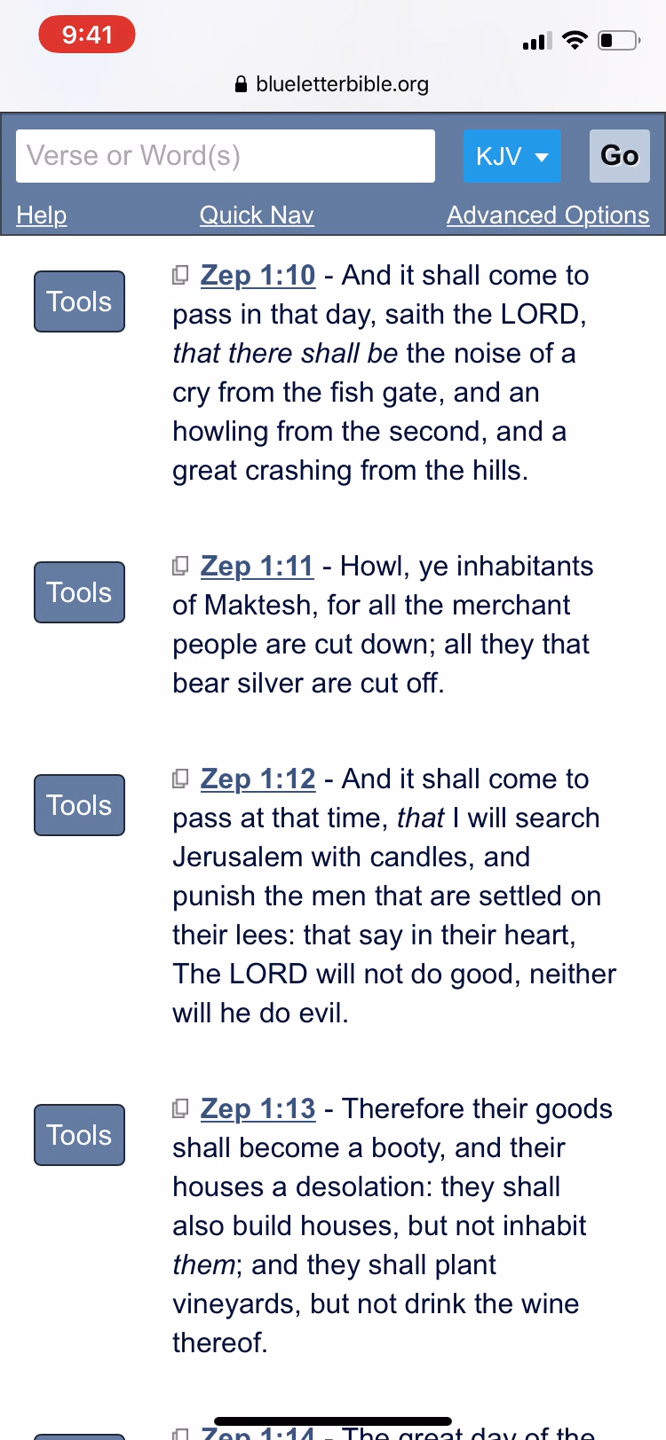 9:41
blueletterbible.org
Verse or Word(s)
KJV
Go
Help
Quick Nav
Advanced Options
Tools
Zep 1:10 - And it shall come to
pass in that day, saith the LORD,
that there shall be the noise of a
cry from the fish gate, and an
howling from the second, and a
great crashing from the hills.
Tools
Zep 1:11 - Howl, ye inhabitants
of Maktesh, for all the merchant
people are cut down; all they that
bear silver are cut off.
Tools
Zep 1:12 - And it shall come to
pass at that time, that I will search
Jerusalem with candles, and
punish the men that are settled on
their lees: that say in their heart,
The LORD will not do good, neither
will he do evil.
Tools
Zep 1:13 - Therefore their goods
shall become a booty, and their
houses a desolation: they shall
also build houses, but not inhabit
them; and they shall plant
vineyards, but not drink the wine
thereof.
Zep 1:14 - The great day of the